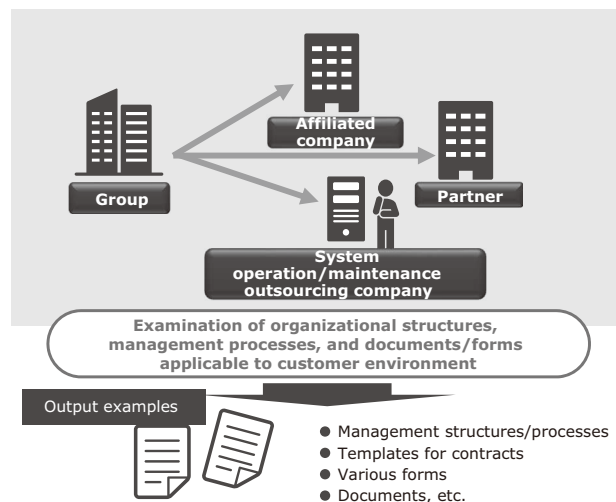 Affiliated
company
Group
Partner
System
operation/maintenance
outsourcing company
Examination of organizational structures,
management processes, and documents/forms
applicable to customer environment
Output examples
● Management structures/processes
● Templates for contracts
● Various forms
● Documents, etc.